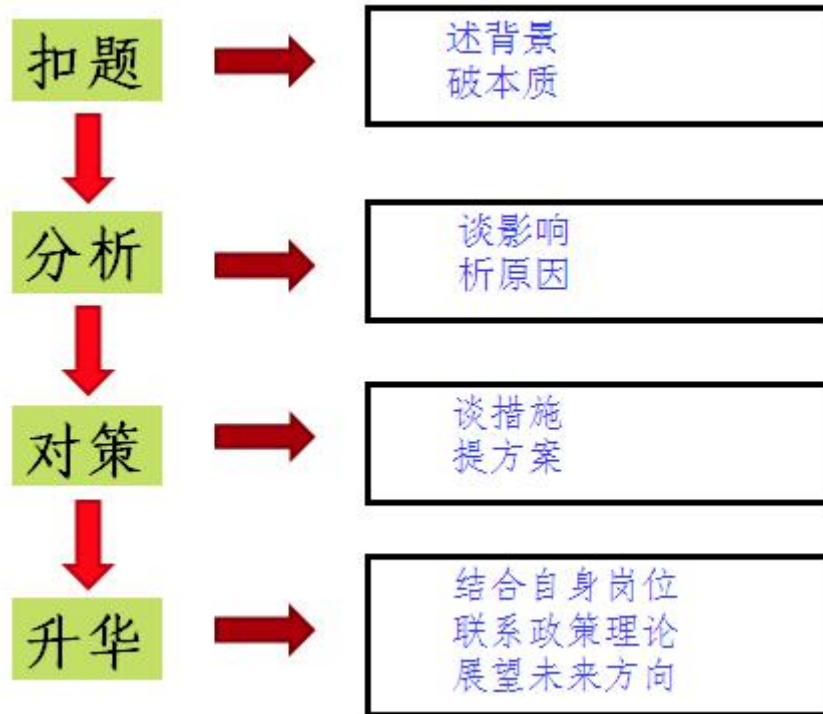 扣题
述背景
破本质
分析
谈影响
析原因
对策
谈措施
提方案
升华
结合自身岗位
联系政策理论
展望未来方向